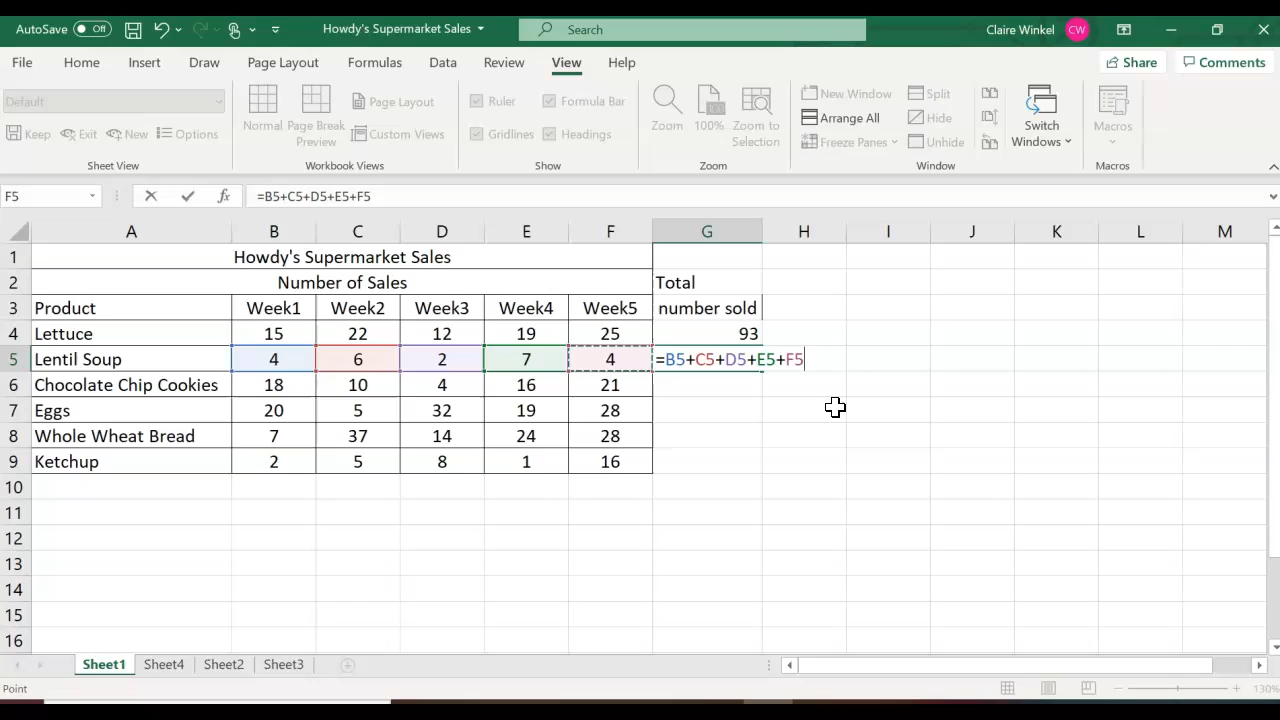 AutoSave Off Howdy's Supermarket Sales Search Claire Winkel CW
File Home Insert Draw Page Layout Formulas Data Review View Help Share Comments
Default
Keep Exit New Options
Sheet View
Normal Page Break Preview Page Layout Custom Views
Workbook Views
Ruler Formula Bar
Gridlines Headings
Show
Zoom 100% Zoom to Selection
Zoom
New Window Split
Arrange All Hide
Freeze Panes Unhide
Switch Windows
Window
Macros
Macros
F5 fx =B5+C5+D5+E5+F5
A B C D E F G H I J K L M
1 Howdy's Supermarket Sales
2 Number of Sales Total
3 Product Week1 Week2 Week3 Week4 Week5 number sold
4 Lettuce 15 22 12 19 25 93
5 Lentil Soup 4 6 2 7 4 =B5+C5+D5+E5+F5
6 Chocolate Chip Cookies 18 10 4 16 21
7 Eggs 20 5 32 19 28
8 Whole Wheat Bread 7 37 14 24 28
9 Ketchup 2 5 8 1 16
10
11
12
13
14
15
16
Sheet1 Sheet4 Sheet2 Sheet3
Point 130%